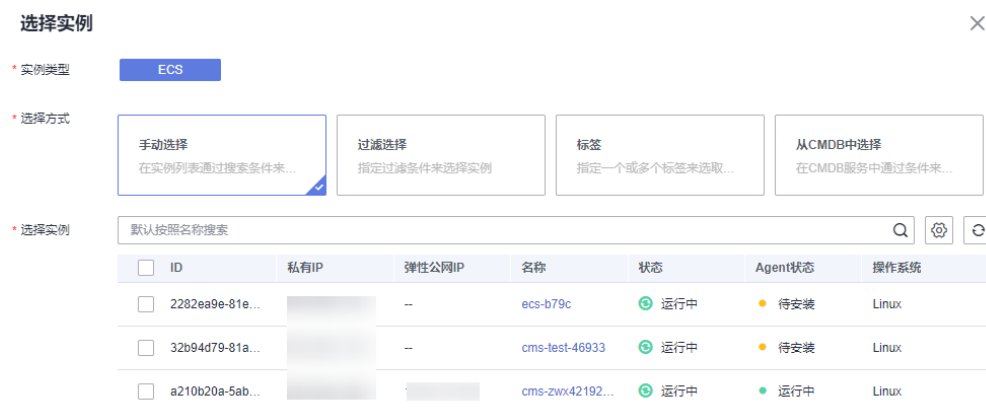 选择实例
* 实例类型 ECS
* 选择方式
手动选择 过滤选择 标签 从CMDB中选择
在实例列表通过搜索条件来... 指定过滤条件来选择实例 指定一个或多个标签来选取... 在CMDB服务中通过条件来...
* 选择实例 默认按照名称搜索
ID 私有IP 弹性公网IP 名称 状态 Agent状态 操作系统
2282ea9e-81e... -- ecs-b79c 运行中 待安装 Linux
32b94d79-81a... -- cms-test-46933 运行中 待安装 Linux
a210b20a-5ab... cms-zwx42192... 运行中 运行中 Linux